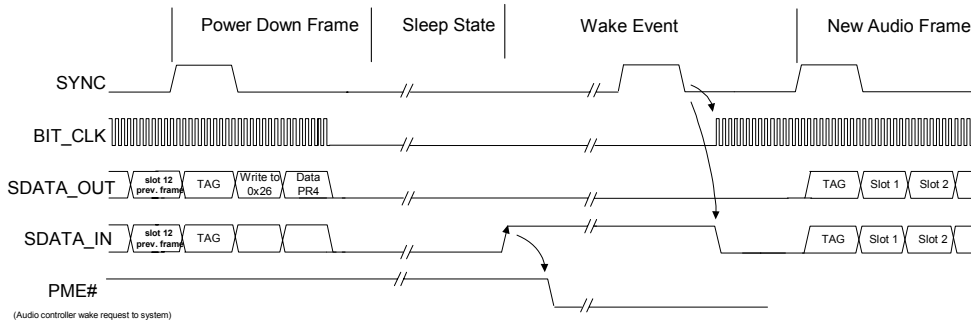 Power Down Frame Sleep State Wake Event New Audio Frame
SYNC
BIT_CLK
SDATA_OUT slot 12 prev. frame TAG Write to 0x26 Data PR4 TAG Slot 1 Slot 2
SDATA_IN slot 12 prev. frame TAG TAG Slot 1 Slot 2
PME#
(Audio controller wake request to system)